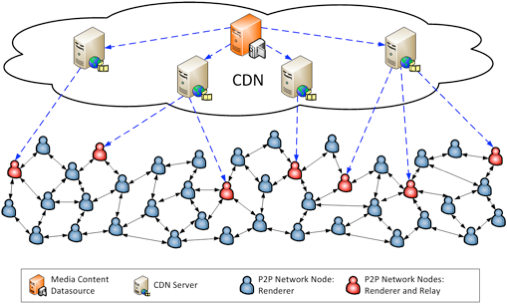 CDN
Media Content
Datasource
CDN Server
P2P Network Node:
Renderer
P2P Network Nodes:
Renderer and Relay